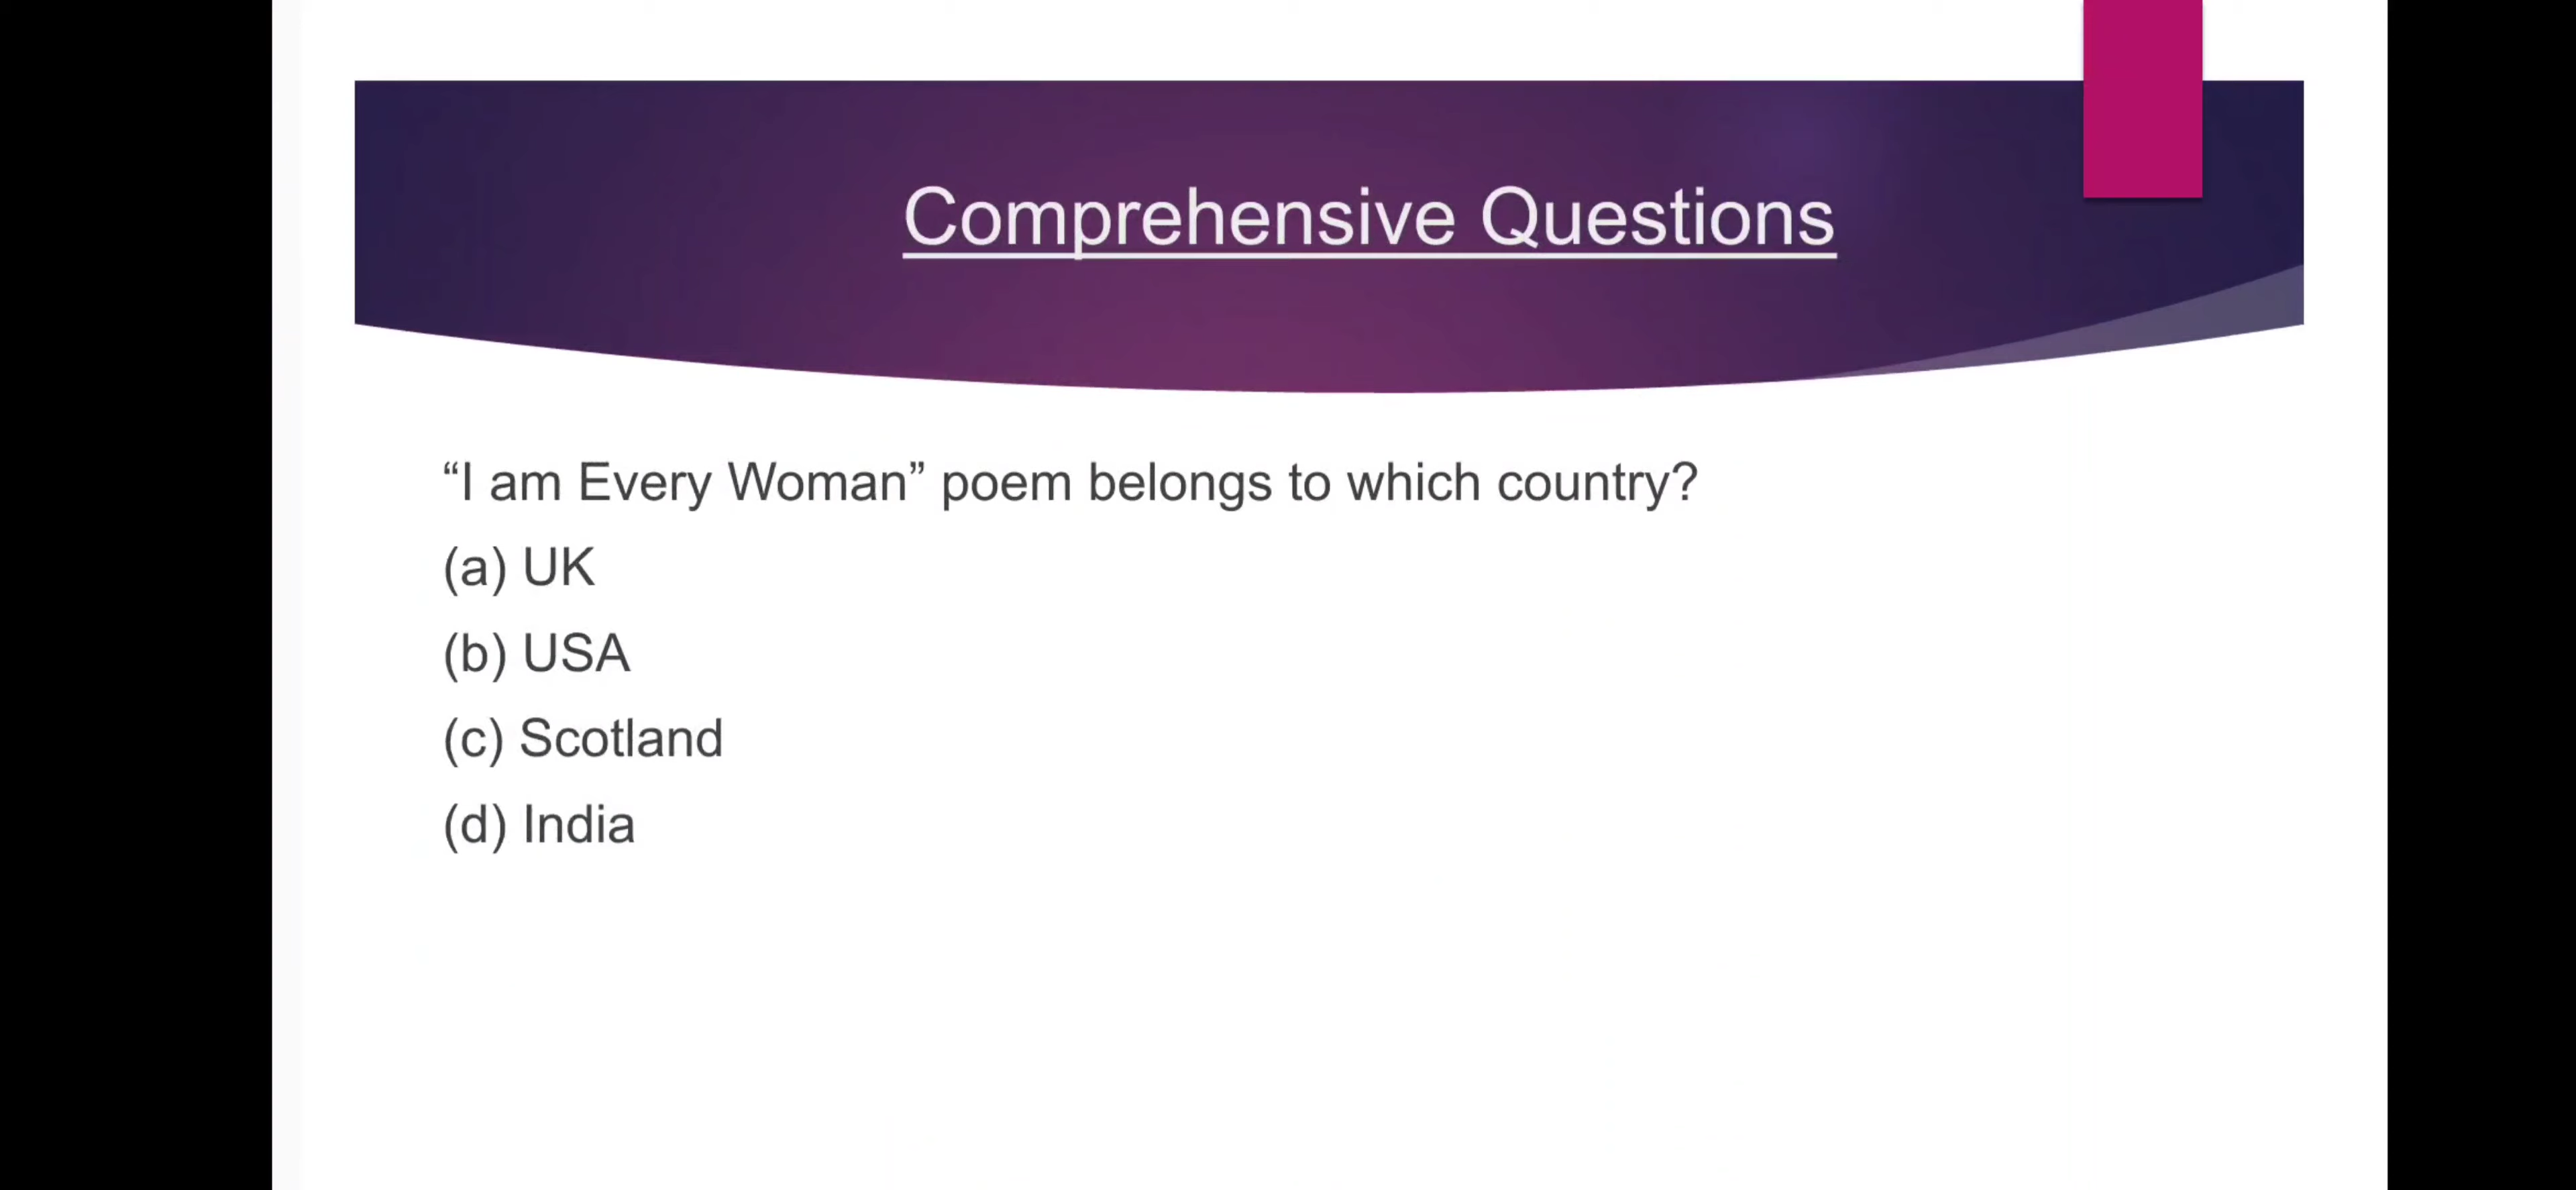 Comprehensive Questions
“I am Every Woman” poem belongs to which country?
(a) UK
(b) USA
(c) Scotland
(d) India